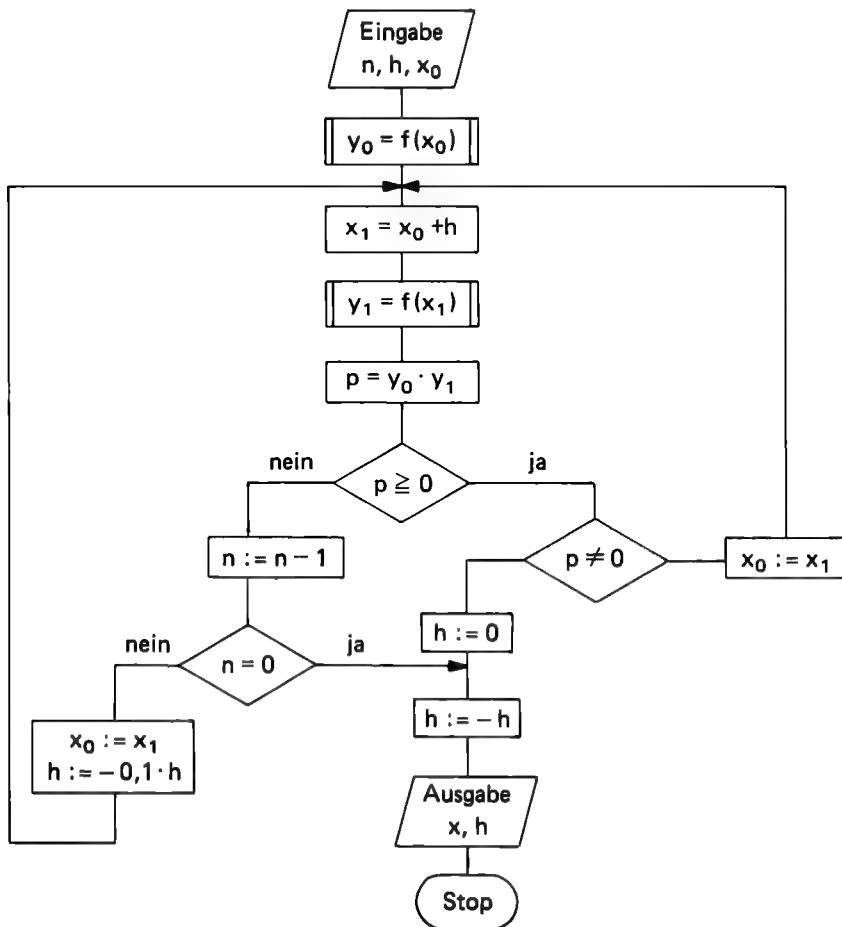 Eingabe
n, h, x₀
y₀ = f(x₀)
x₁ = x₀ +h
y₁ = f(x₁)
p = y₀ · y₁
nein
ja
p ≧ 0
n := n − 1
p ≠ 0
x₀ := x₁
h := 0
nein
ja
n = 0
h := − h
x₀ := x₁
h := − 0,1 · h
Ausgabe
x, h
Stop